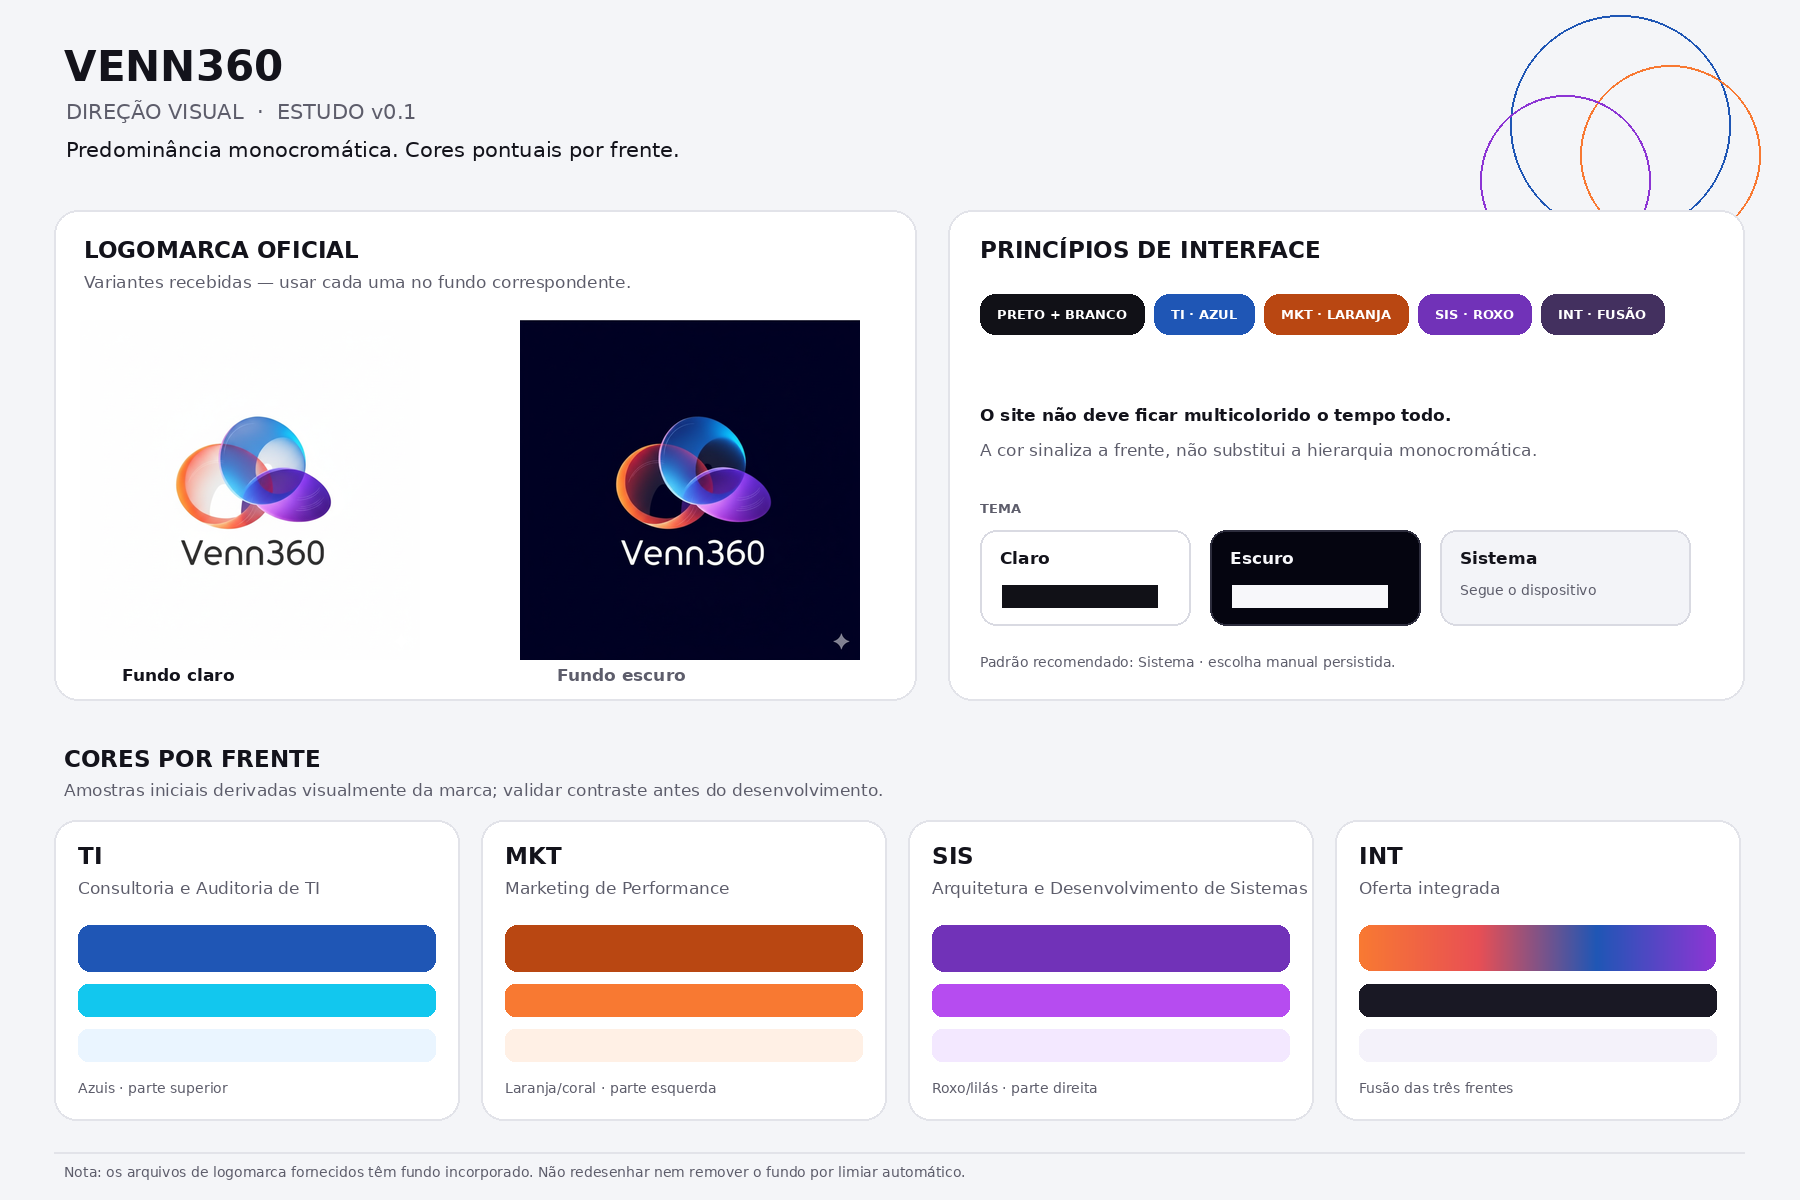 VENN360
DIREÇÃO VISUAL · ESTUDO v0.1
Predominância monocromática. Cores pontuais por frente.
LOGOMARCA OFICIAL
Variantes recebidas — usar cada uma no fundo correspondente.
Venn360
Venn360
Fundo claro
Fundo escuro
PRINCÍPIOS DE INTERFACE
PRETO + BRANCO
TI · AZUL
MKT · LARANJA
SIS · ROXO
INT · FUSÃO
O site não deve ficar multicolorido o tempo todo.
A cor sinaliza a frente, não substitui a hierarquia monocromática.
TEMA
Claro
Escuro
Sistema
Segue o dispositivo
Padrão recomendado: Sistema · escolha manual persistida.
CORES POR FRENTE
Amostras iniciais derivadas visualmente da marca; validar contraste antes do desenvolvimento.
TI
Consultoria e Auditoria de TI
Azuis · parte superior
MKT
Marketing de Performance
Laranja/coral · parte esquerda
SIS
Arquitetura e Desenvolvimento de Sistemas
Roxo/lilás · parte direita
INT
Oferta integrada
Fusão das três frentes
Nota: os arquivos de logomarca fornecidos têm fundo incorporado. Não redesenhar nem remover o fundo por limiar automático.